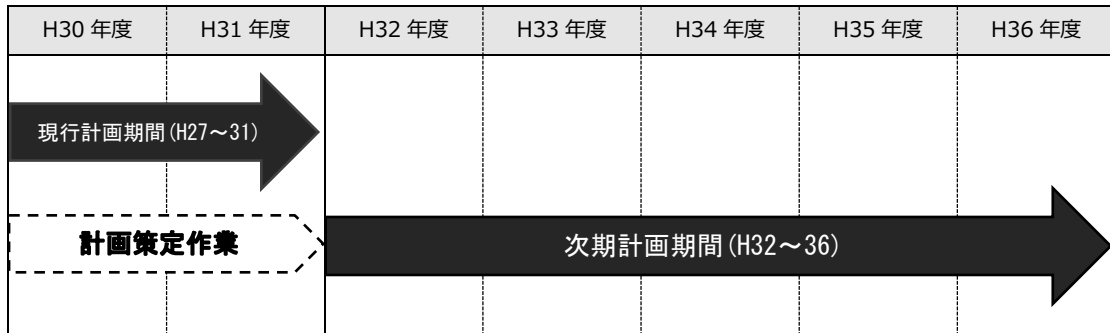 H30 年度 H31 年度 H32 年度 H33 年度 H34 年度 H35 年度 H36 年度
現行計画期間(H27～31)
計画策定作業 次期計画期間(H32～36)